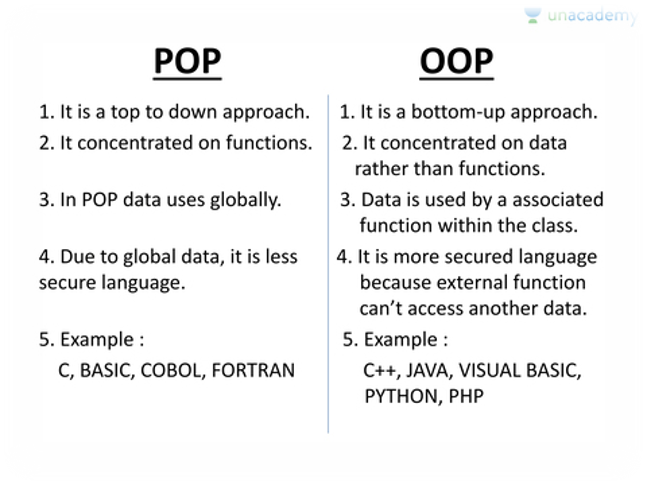 unacademy
POP
1. It is a top to down approach.
2. It concentrated on functions.
3. In POP data uses globally.
4. Due to global data, it is less
secure language.
5. Example :
C, BASIC, COBOL, FORTRAN
OOP
1. It is a bottom-up approach.
2. It concentrated on data
rather than functions.
3. Data is used by a associated
function within the class.
4. It is more secured language
because external function
can’t access another data.
5. Example :
C++, JAVA, VISUAL BASIC,
PYTHON, PHP